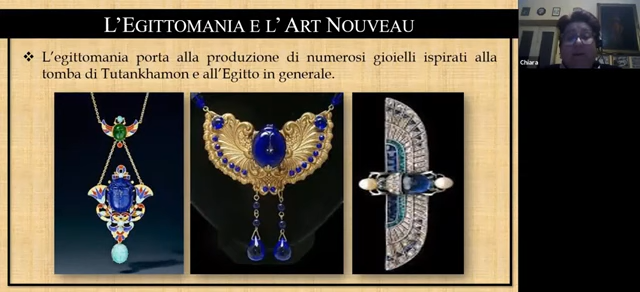 L'EGITTOMANIA E L' ART NOUVEAU
❖ L'egittomania porta alla produzione di numerosi gioielli ispirati alla
tomba di Tutankhamon e all'Egitto in generale.
Chiara